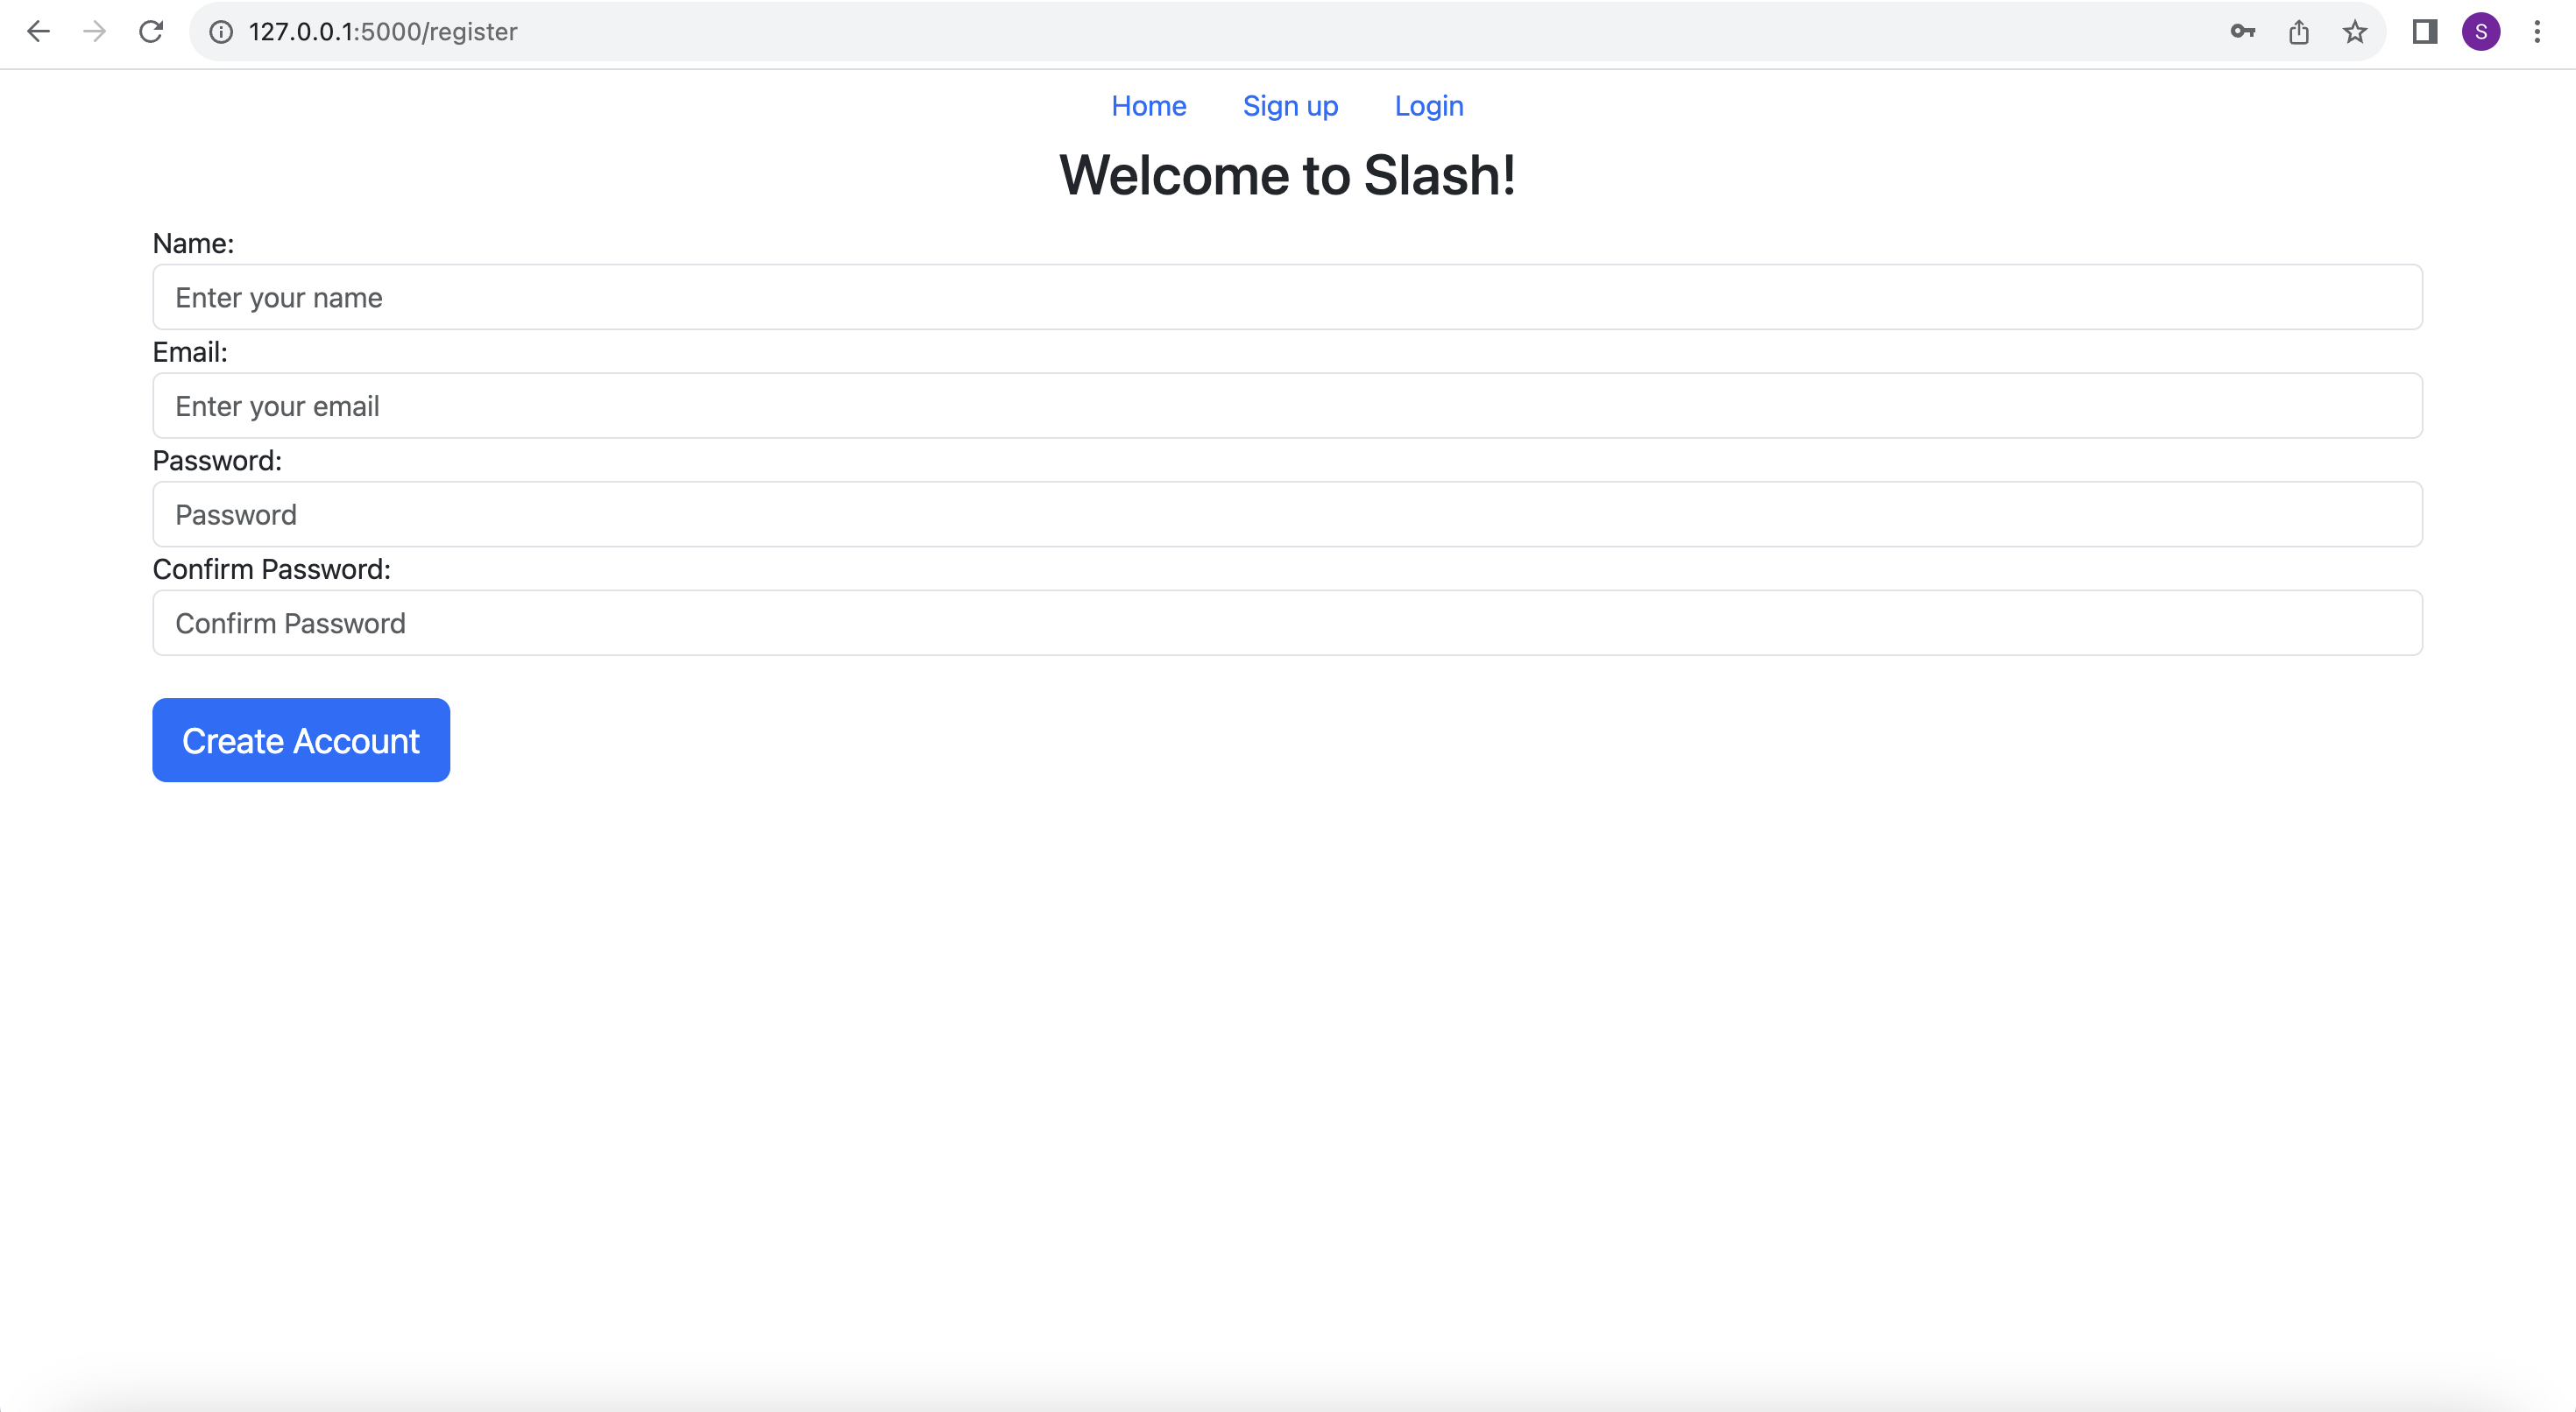 127.0.0.1:5000/register
S
Home Sign up Login
Welcome to Slash!
Name:
Enter your name
Email:
Enter your email
Password:
Password
Confirm Password:
Confirm Password
Create Account